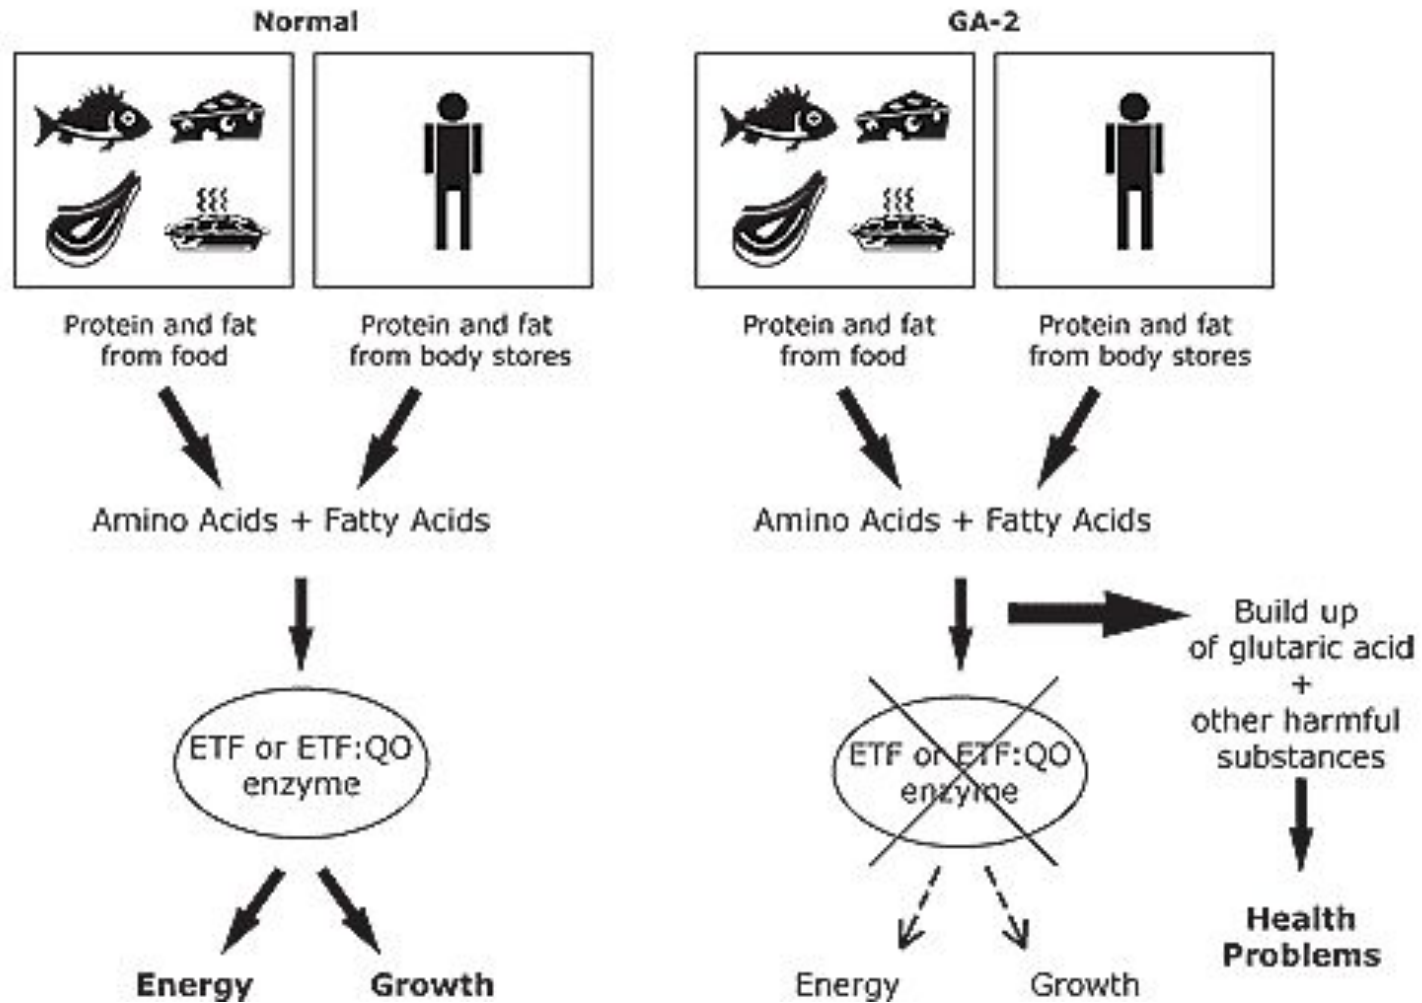 Normal
Protein and fat
from food
Protein and fat
from body stores
Amino Acids + Fatty Acids
ETF or ETF:QO
enzyme
Energy
Growth
GA-2
Protein and fat
from food
Protein and fat
from body stores
Amino Acids + Fatty Acids
Build up
of glutaric acid
+
other harmful
substances
ETF or ETF:QO
enzyme
Health
Problems
Energy
Growth